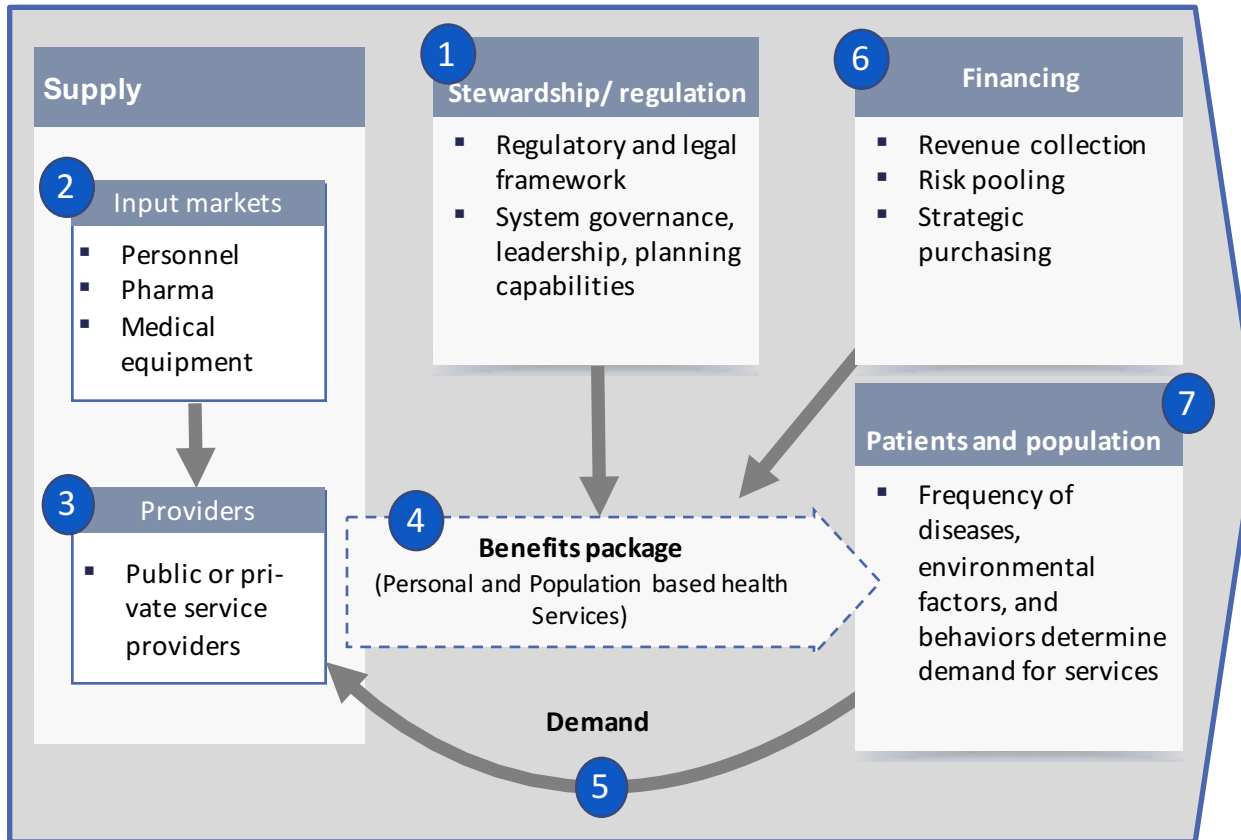 Supply
2
Input markets
▪ Personnel
▪ Pharma
▪ Medical
equipment
3
Providers
▪ Public or pri-
vate service
providers
1
Stewardship/ regulation
▪ Regulatory and legal
framework
▪ System governance,
leadership, planning
capabilities
4
Benefits package
(Personal and Population based health
Services)
Demand
5
6
Financing
▪ Revenue collection
▪ Risk pooling
▪ Strategic
purchasing
7
Patients and population
▪ Frequency of
diseases,
environmental
factors, and
behaviors determine
demand for services